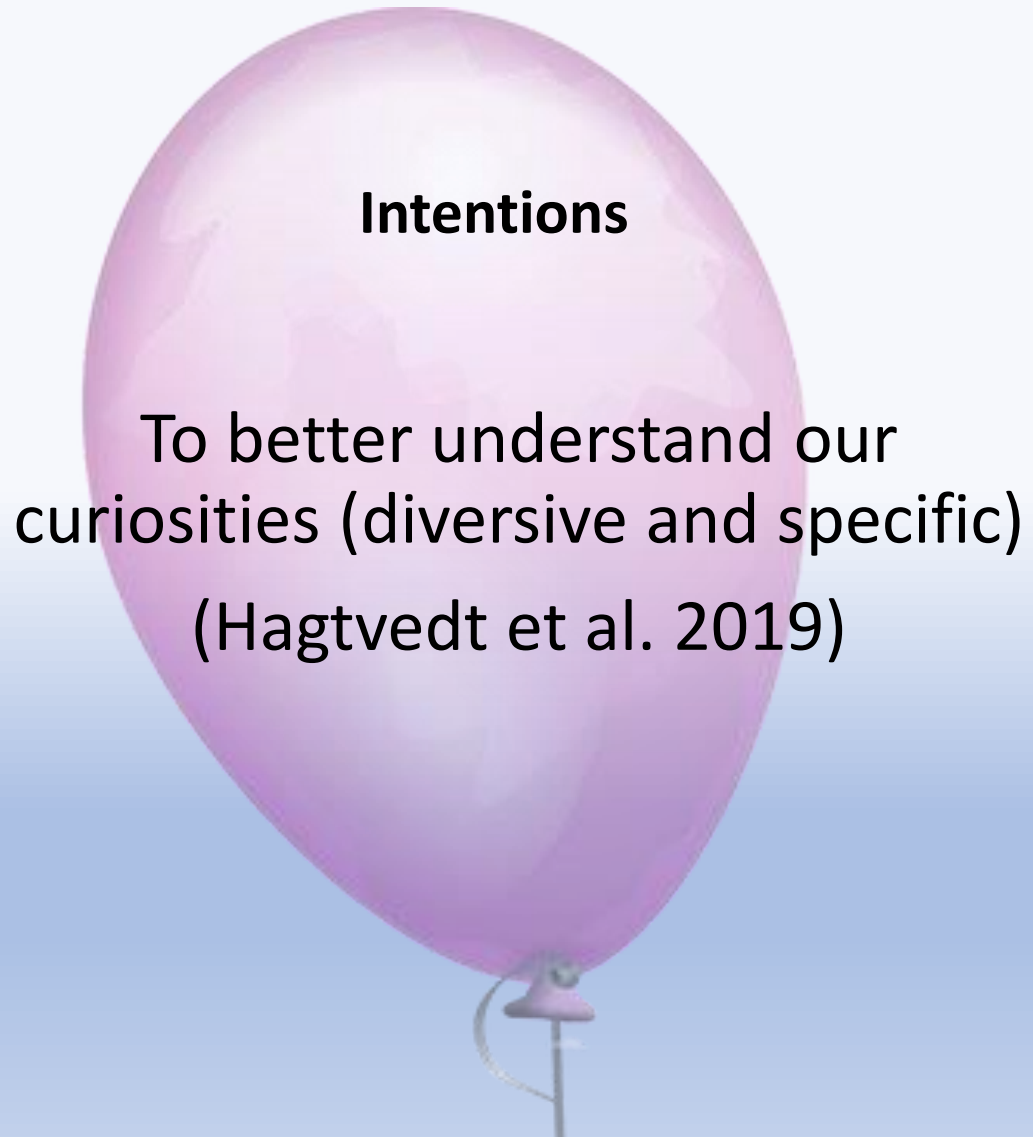 Intentions
To better understand our
curiosities (diversive and specific)
(Hagtvedt et al. 2019)